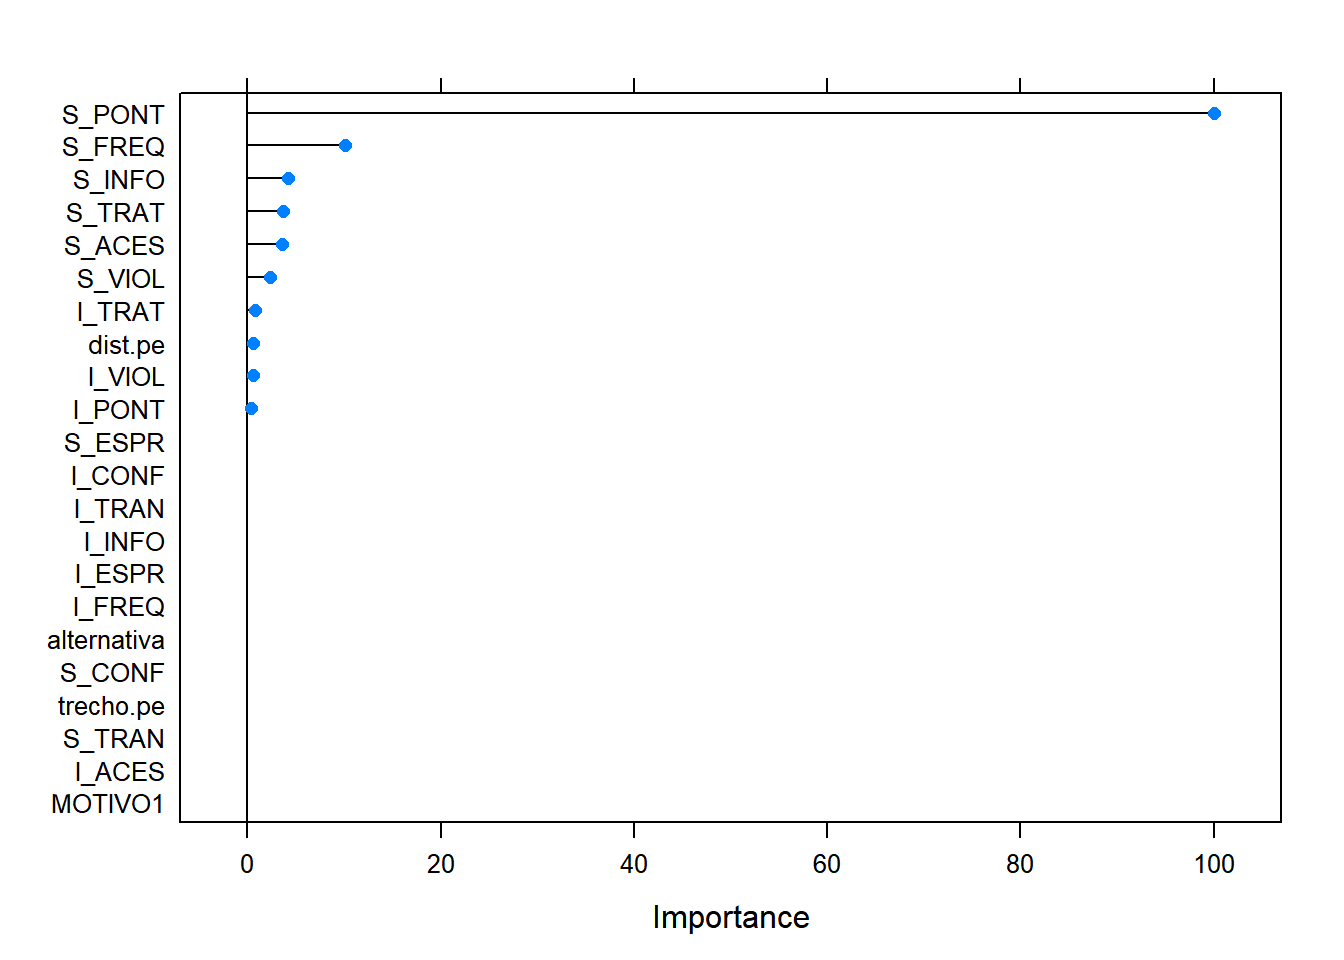 S_PONT
S_FREQ
S_INFO
S_TRAT
S_ACES
S_VIOL
I_TRAT
dist.pe
I_VIOL
I_PONT
S_ESPR
I_CONF
I_TRAN
I_INFO
I_ESPR
I_FREQ
alternativa
S_CONF
trecho.pe
S_TRAN
I_ACES
MOTIVO1
0 20 40 60 80 100
Importance